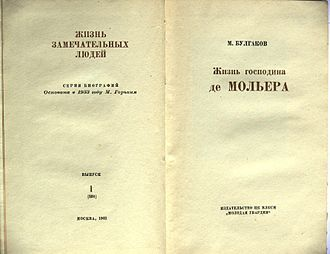 ЖИЗНЬ
ЗАМЕЧАТЕЛЬНЫХ
ЛЮДЕЙ
СЕРИЯ БИОГРАФИЙ
Основана в 1933 году М. Горьким
ВЫПУСК
1
МОСКВА, 1962
М. БУЛГАКОВ
Жизнь господина
де МОЛЬЕРА
ИЗДАТЕЛЬСТВО ЦК ВЛКСМ
„МОЛОДАЯ ГВАРДИЯ“